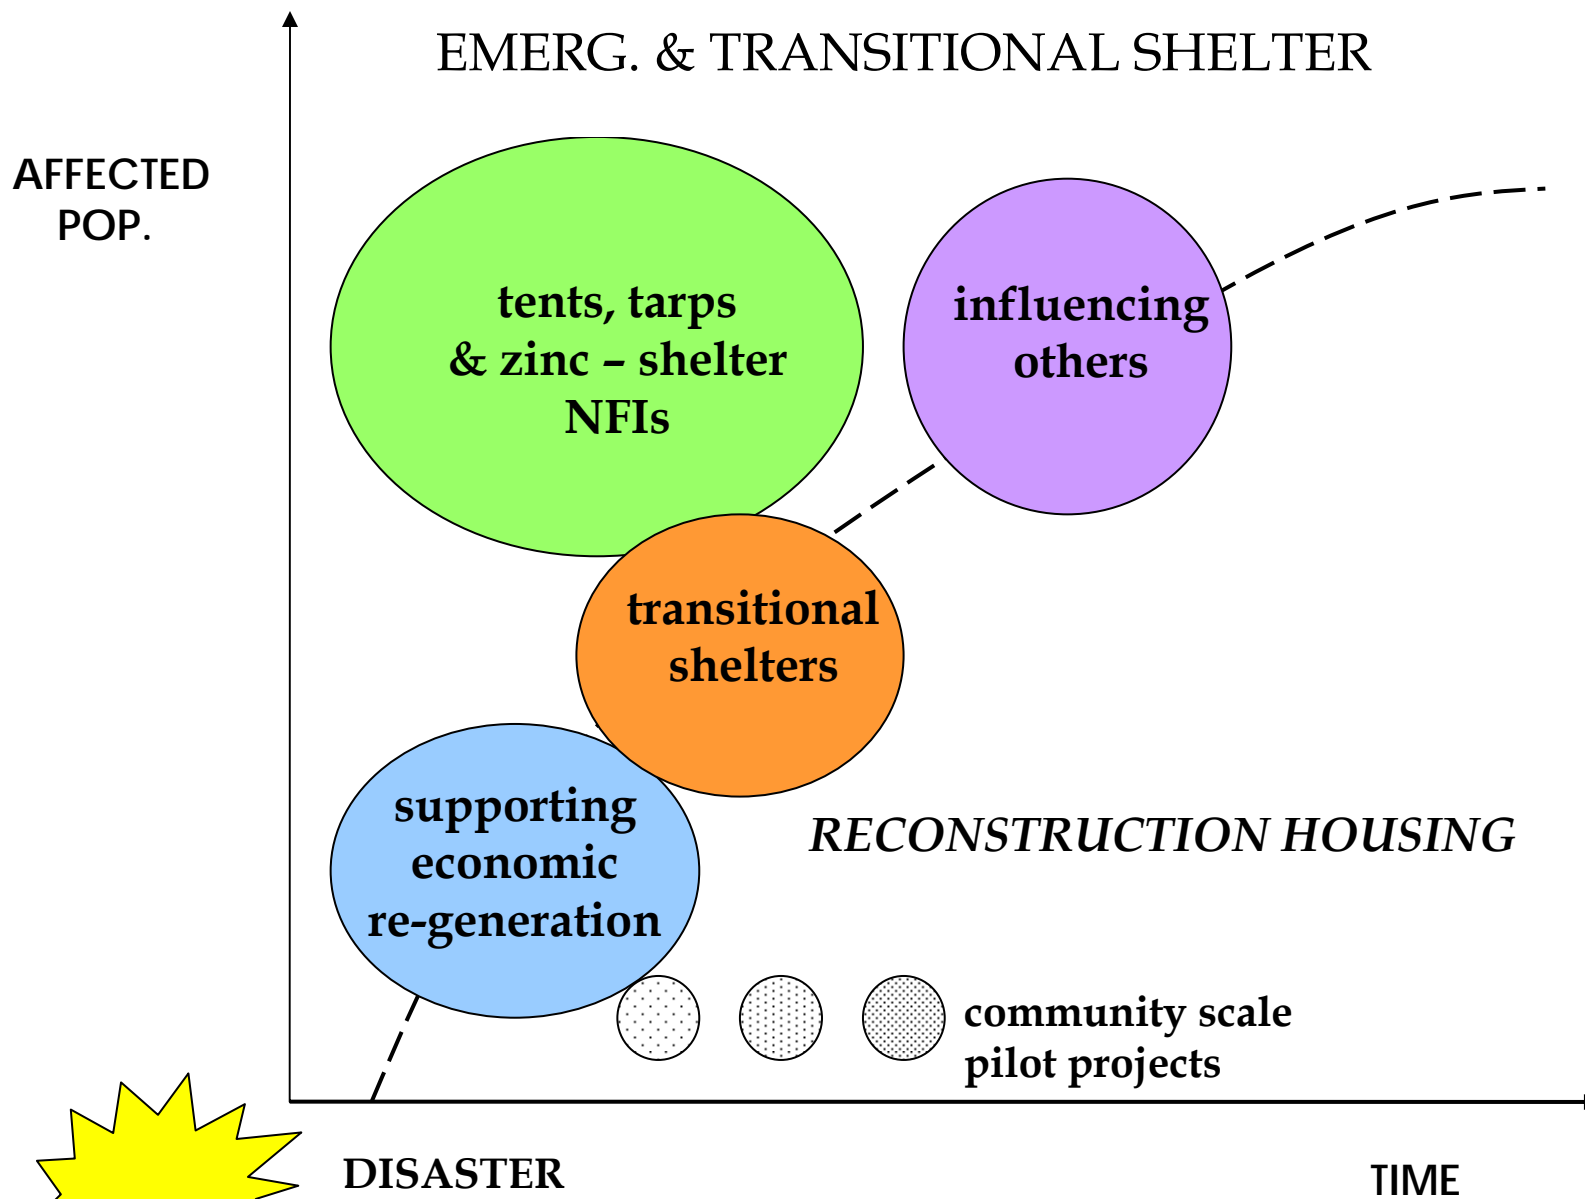 EMERG. & TRANSITIONAL SHELTER
AFFECTED
POP.
tents, tarps
& zinc – shelter
NFIs
influencing
others
transitional
shelters
supporting
economic
re-generation
RECONSTRUCTION HOUSING
community scale
pilot projects
DISASTER
TIME